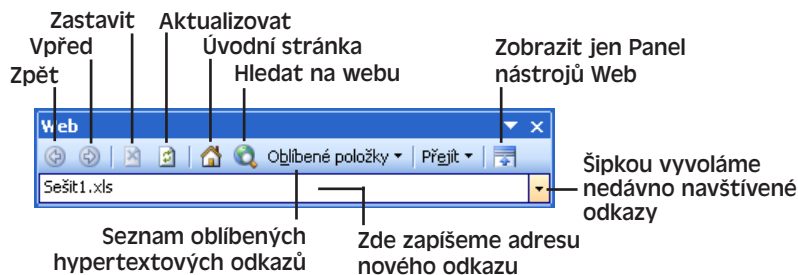 Zastavit
Aktualizovat
Vpřed
Úvodní stránka
Zobrazit jen Panel
nástrojů Web
Zpět
Hledat na webu
Web
Oblíbené položky
Přejít
Sešit1.xls
Šipkou vyvoláme
nedávno navštívené
odkazy
Seznam oblíbených
hypertextových odkazů
Zde zapíšeme adresu
nového odkazu